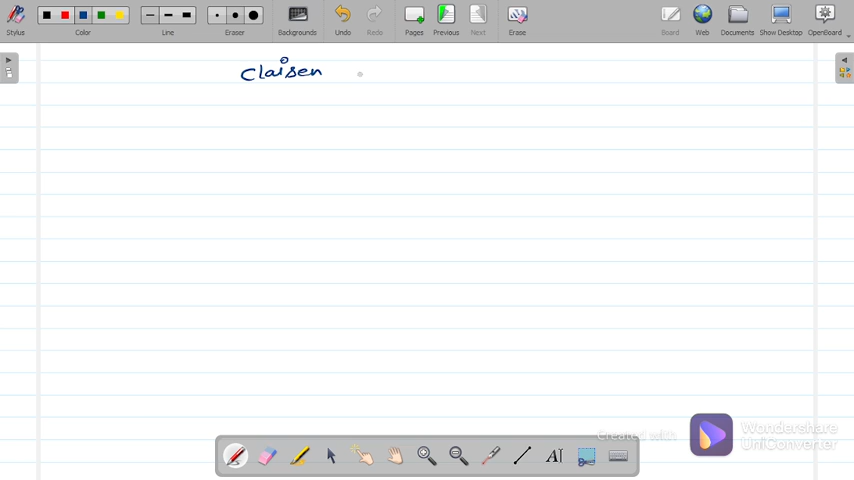 Stylus
Color
Line
Eraser
Backgrounds
Undo
Redo
Pages
Previous
Next
Erase
Board
Web
Documents
Show Desktop
OpenBoard
Claisen
Created with
Wondershare
UniConverter